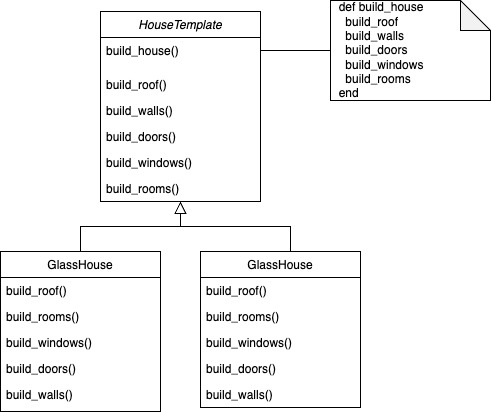 HouseTemplate
build_house()
build_roof()
build_walls()
build_doors()
build_windows()
build_rooms()
def build_house
build_roof
build_walls
build_doors
build_windows
build_rooms
end
GlassHouse
build_roof()
build_rooms()
build_windows()
build_doors()
build_walls()
GlassHouse
build_roof()
build_rooms()
build_windows()
build_doors()
build_walls()